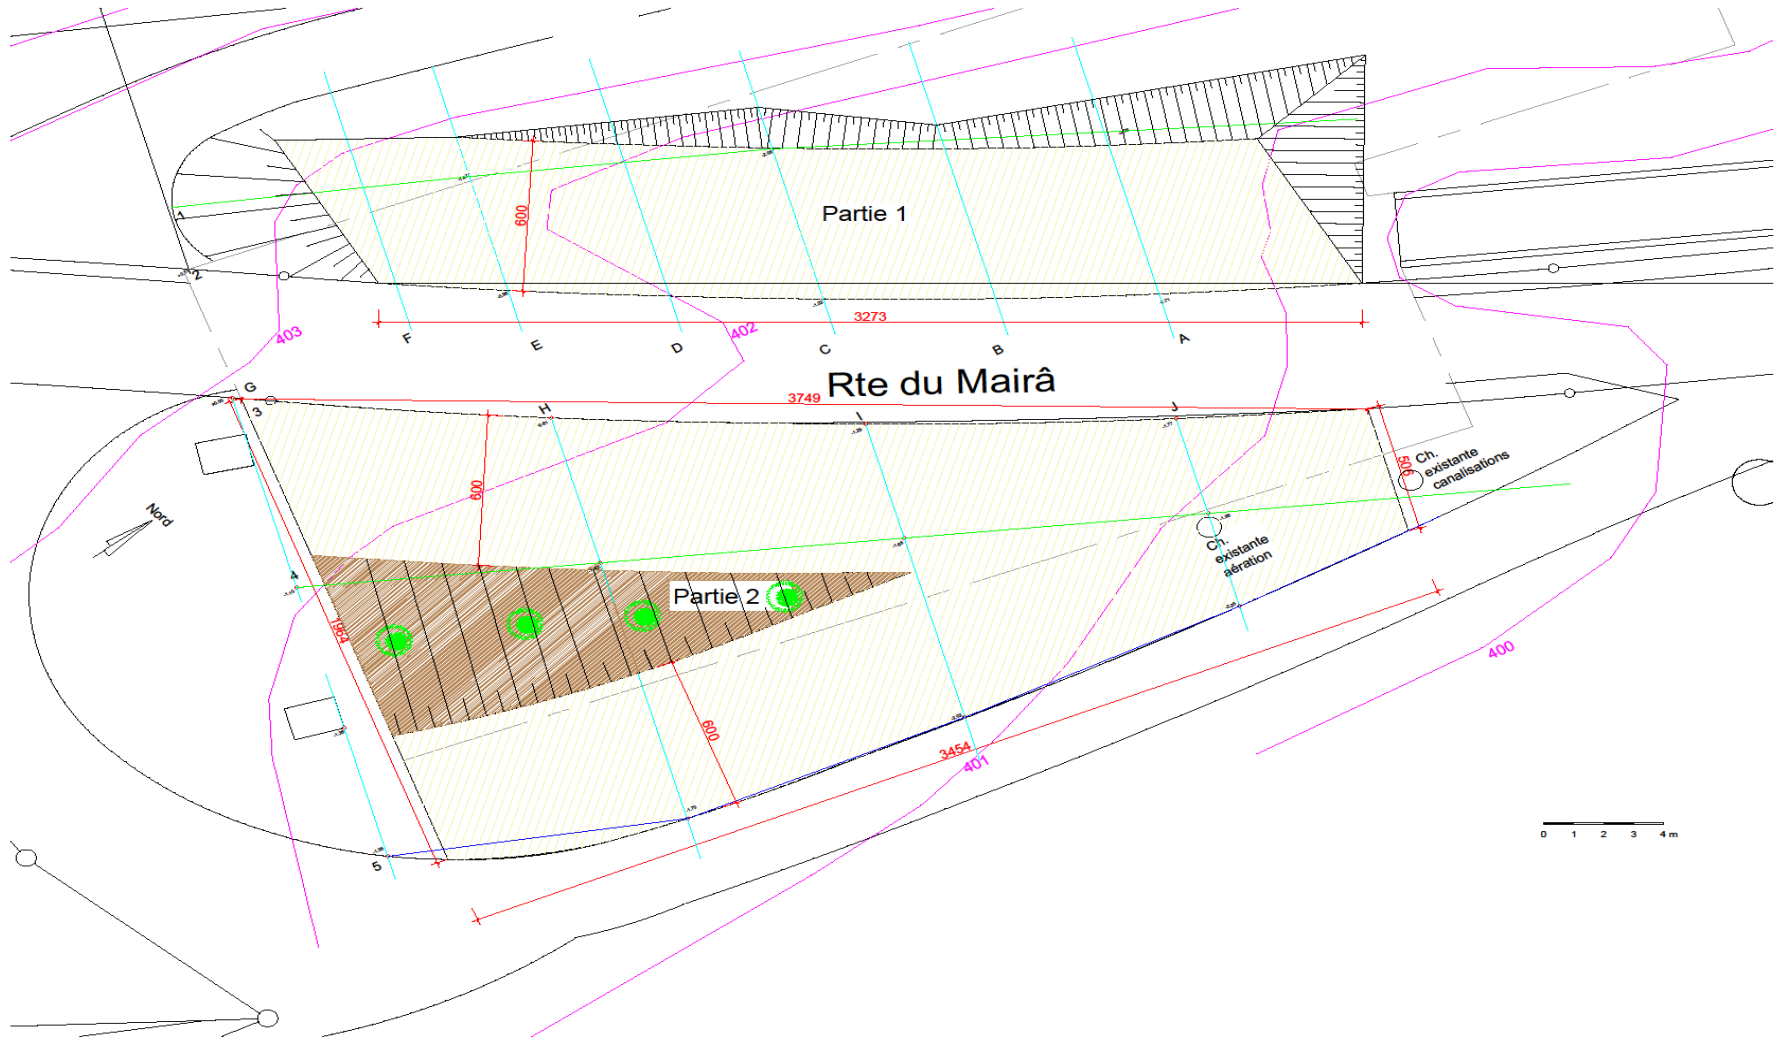 1
600
Partie 1
2
403
3273
402
F
E
D
C
B
A
Rte du Mairâ
G
3
3749
H
I
J
600
506
Ch.
existante
canalisations
Nord
Ch.
existante
aération
4
Partie 2
1964
600
3454
401
400
5
0 1 2 3 4 m